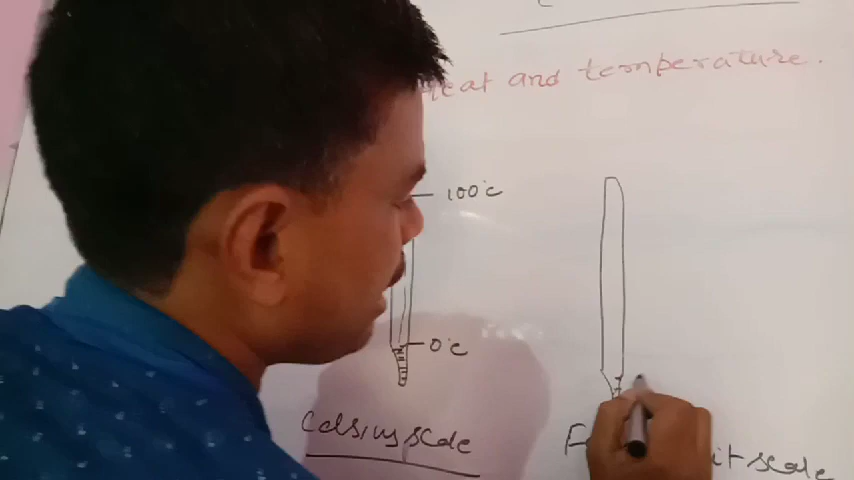 heat and temperature.
100°c
0°c
Celsius scale
F it scale